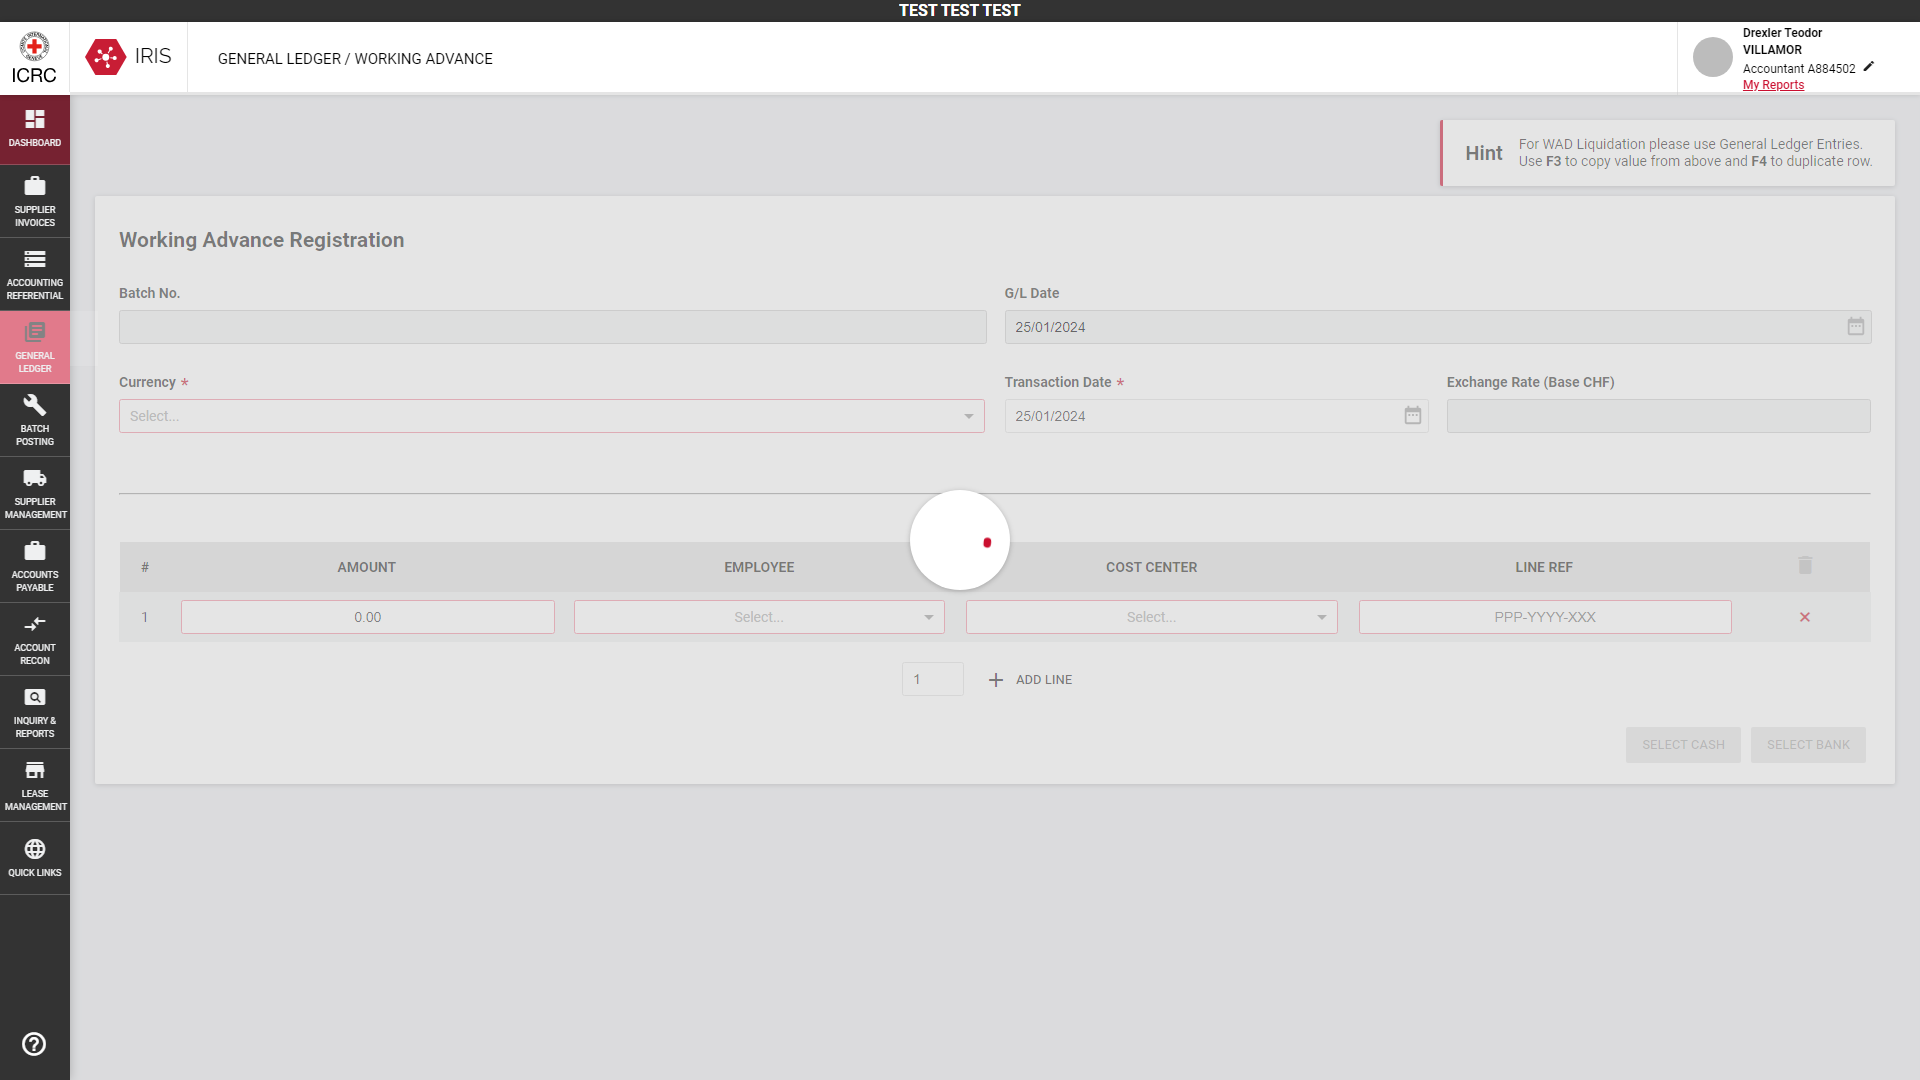 TEST TEST TEST
ICRC
IRIS
GENERAL LEDGER / WORKING ADVANCE
Drexler Teodor
VILLAMOR
Accountant A884502
My Reports
DASHBOARD
SUPPLIER
INVOICES
ACCOUNTING
REFERENTIAL
GENERAL
LEDGER
BATCH
POSTING
SUPPLIER
MANAGEMENT
ACCOUNTS
PAYABLE
ACCOUNT
RECON
INQUIRY &
REPORTS
LEASE
MANAGEMENT
QUICK LINKS
Hint
For WAD Liquidation please use General Ledger Entries.
Use F3 to copy value from above and F4 to duplicate row.
Working Advance Registration
Batch No.
G/L Date
25/01/2024
Currency *
Transaction Date *
Exchange Rate (Base CHF)
Select...
25/01/2024
# AMOUNT EMPLOYEE COST CENTER LINE REF
1 0.00 Select... Select... PPP-YYYY-XXX
1 ADD LINE
SELECT CASH SELECT BANK